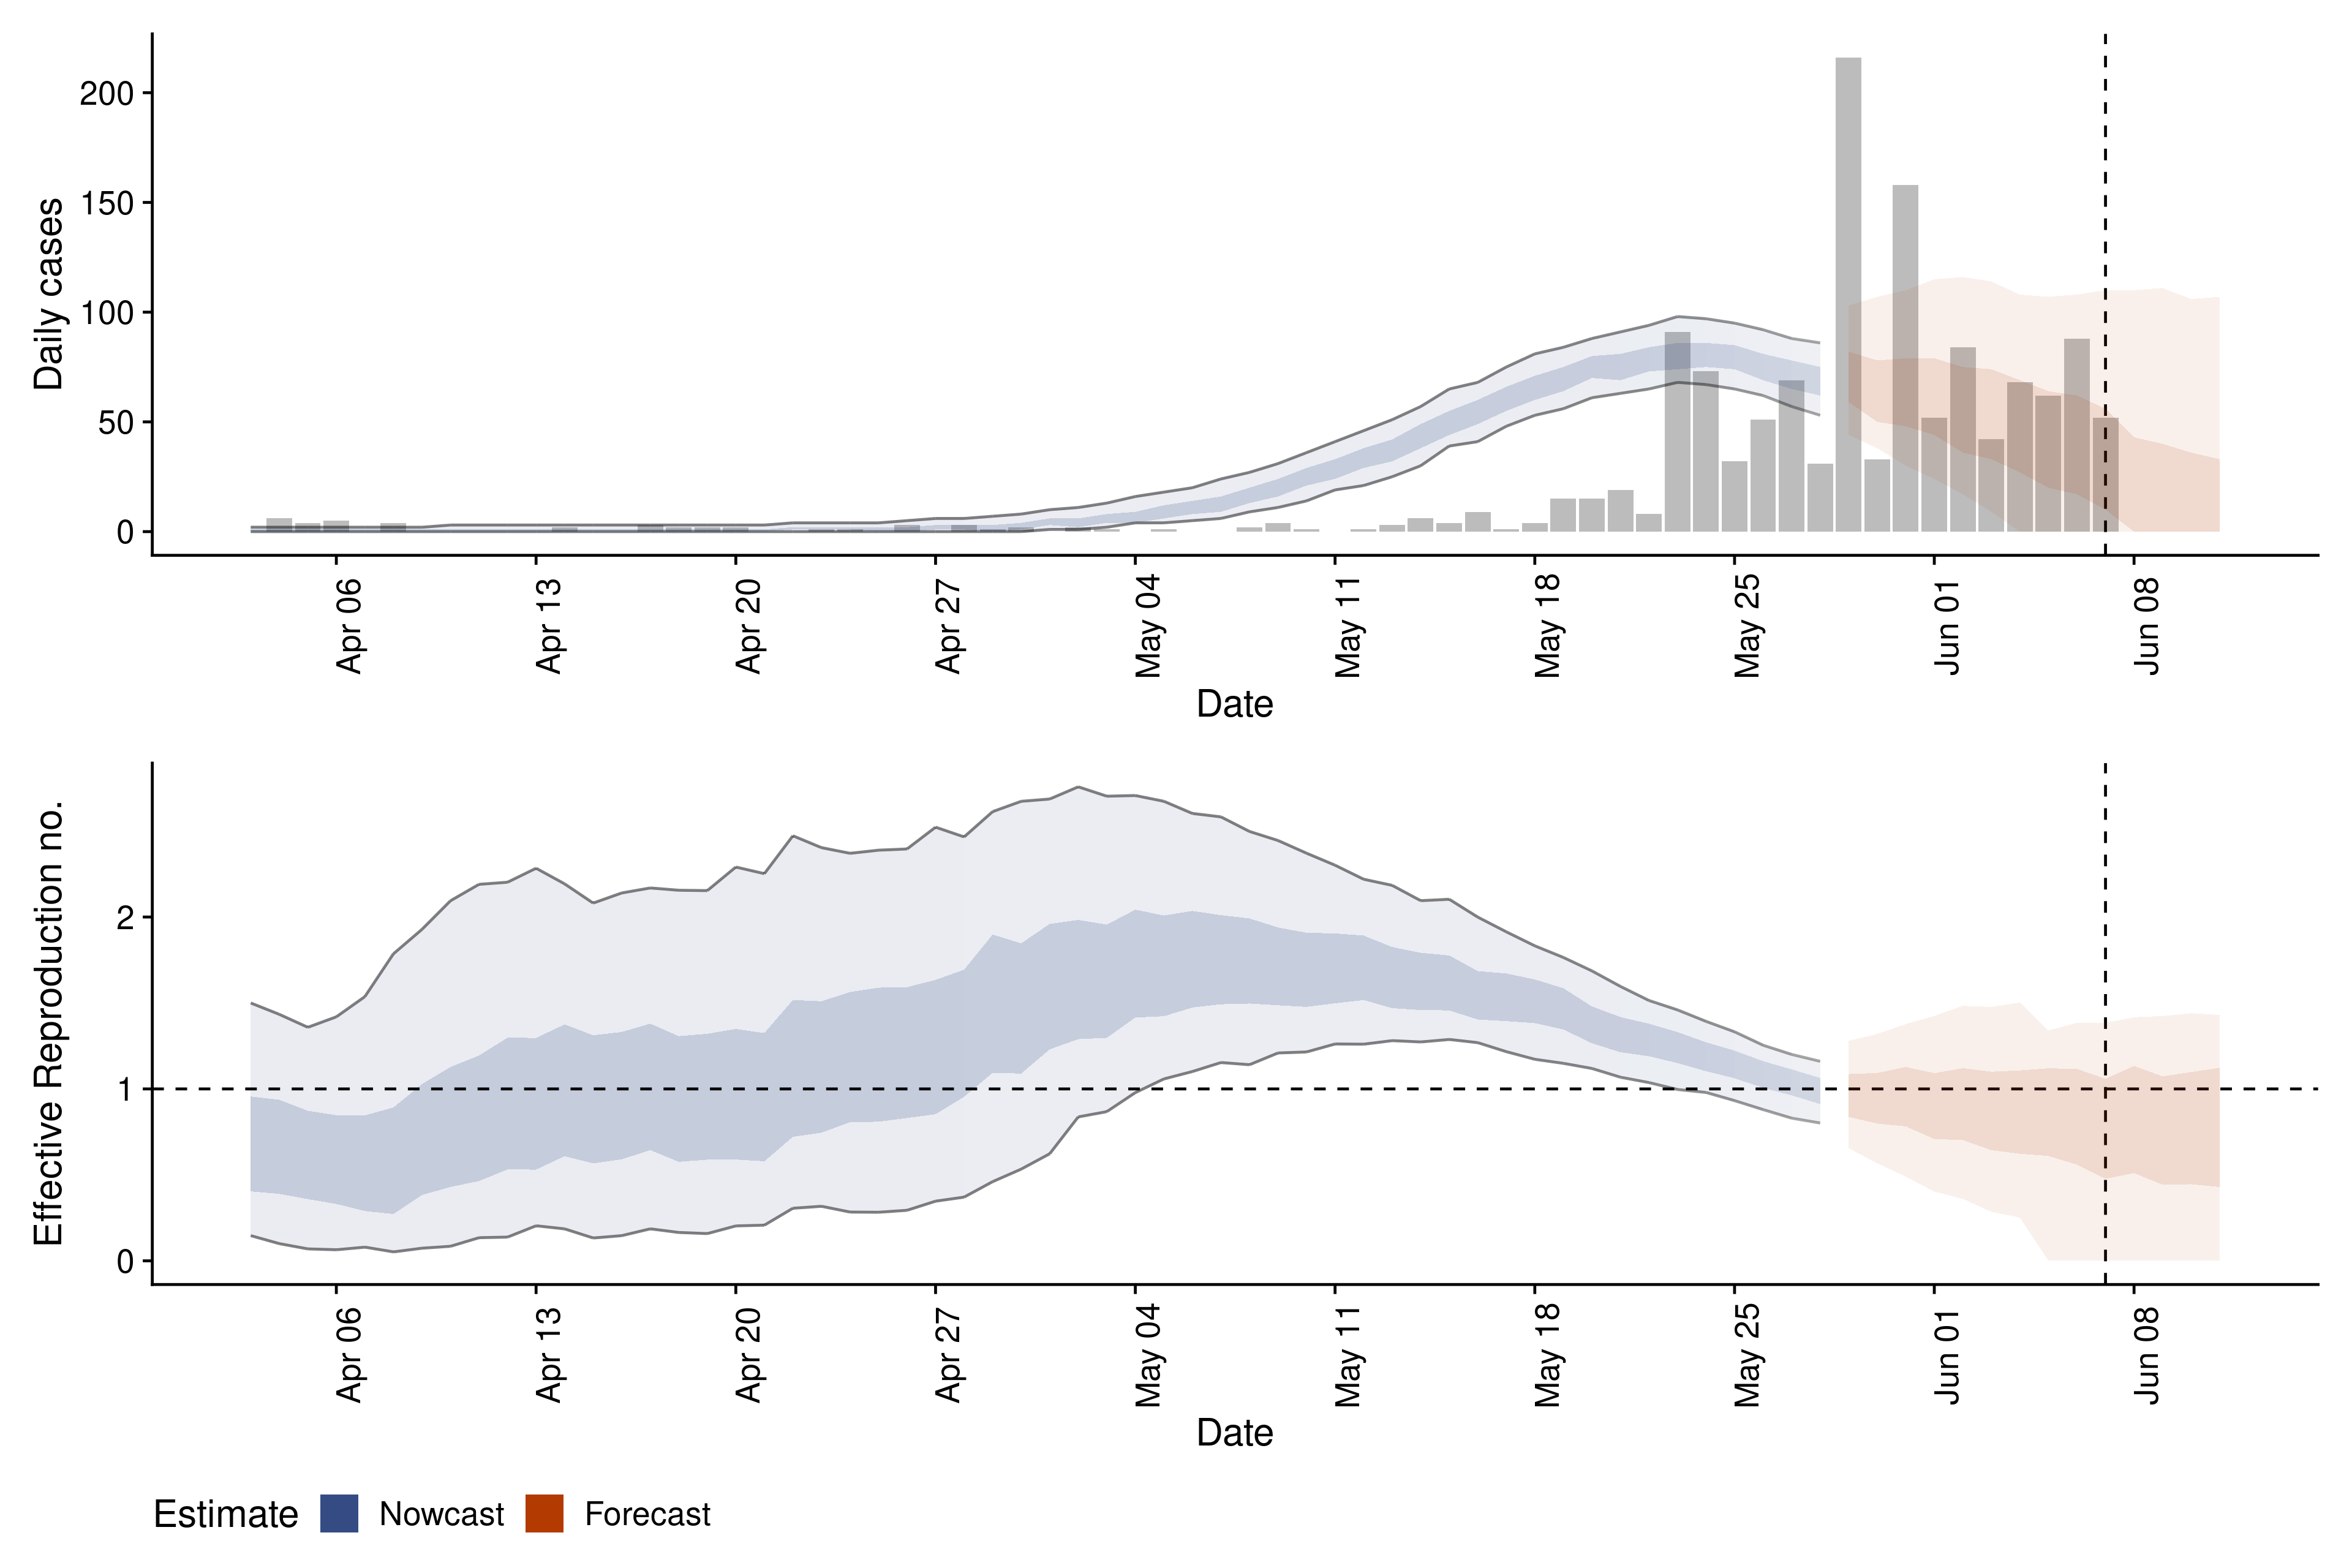 Daily cases
200
150
100
50
0
Apr 06
Apr 13
Apr 20
Apr 27
May 04
May 11
May 18
May 25
Jun 01
Jun 08
Date
Effective Reproduction no.
2
1
0
Apr 06
Apr 13
Apr 20
Apr 27
May 04
May 11
May 18
May 25
Jun 01
Jun 08
Date
Estimate Nowcast Forecast